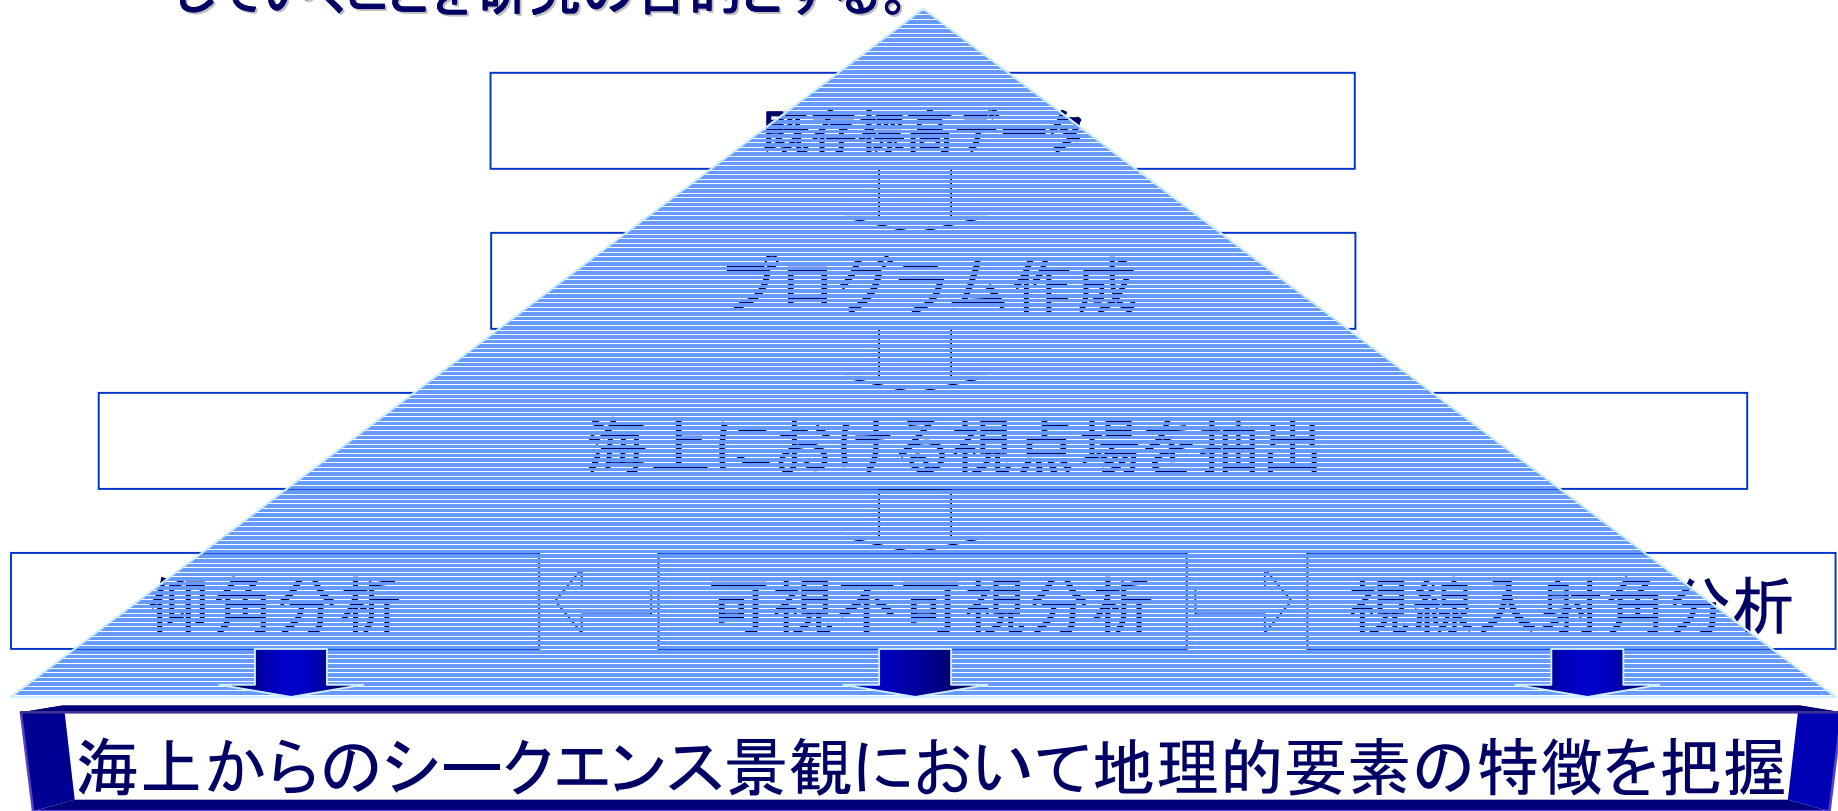 していくことを研究の目的とする。
既存標高データ
プログラム作成
海上における視点場を抽出
仰角分析 可視不可視分析 視線入射角分析
海上からのシークエンス景観において地理的要素の特徴を把握